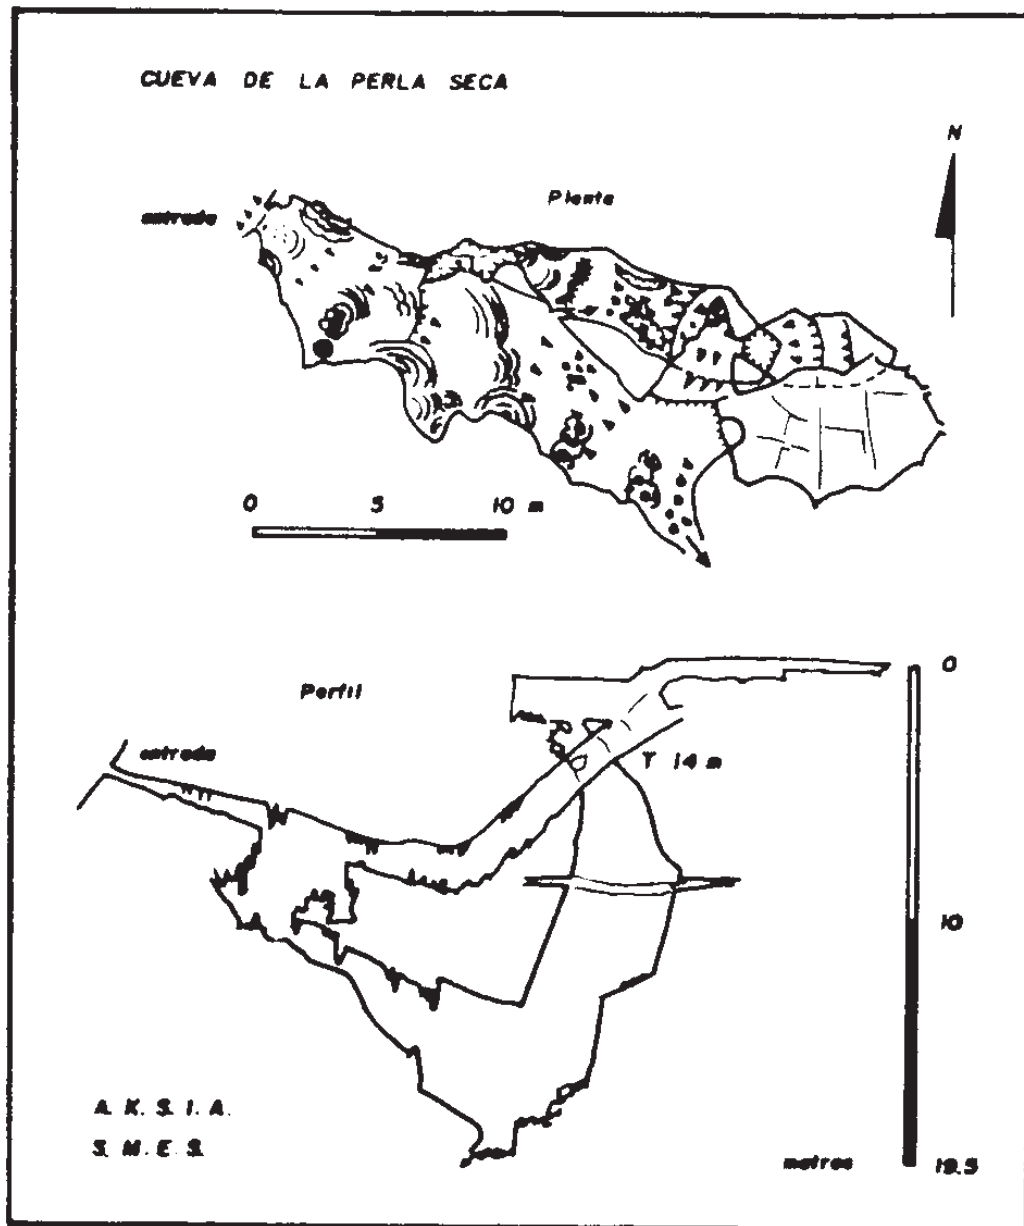 CUEVA DE LA PERLA SECA
N
Planta
entrada
0 5 10 m
Perfil
0
entrada
T 14 m
10
A. K. S. I. A.
S. M. E. S.
metros
19.5